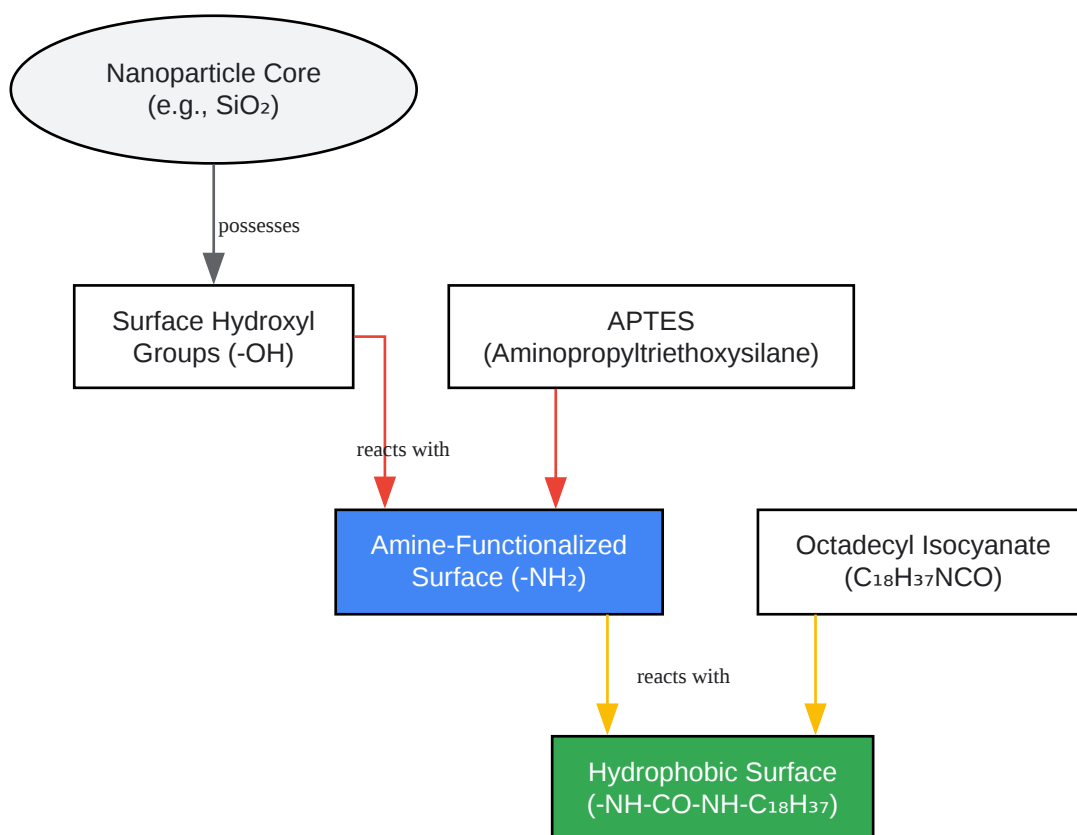 Nanoparticle Core
(e.g., SiO₂)
possesses
Surface Hydroxyl
Groups (-OH)
APTES
(Aminopropyltriethoxysilane)
reacts with
Amine-Functionalized
Surface (-NH₂)
Octadecyl Isocyanate
(C₁₈H₃₇NCO)
reacts with
Hydrophobic Surface
(-NH-CO-NH-C₁₈H₃₇)